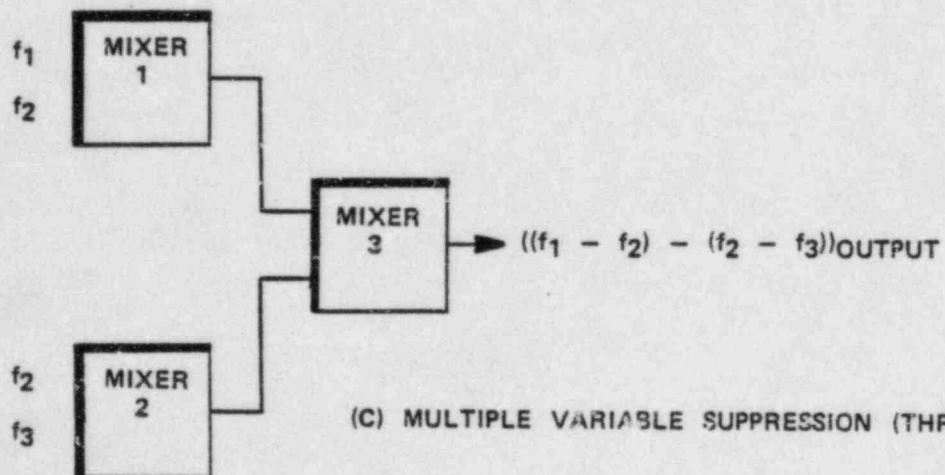 f1
f2
MIXER
1
MIXER
3
((f1 – f2) – (f2 – f3))OUTPUT
f2
f3
MIXER
2
(C) MULTIPLE VARIABLE SUPPRESSION